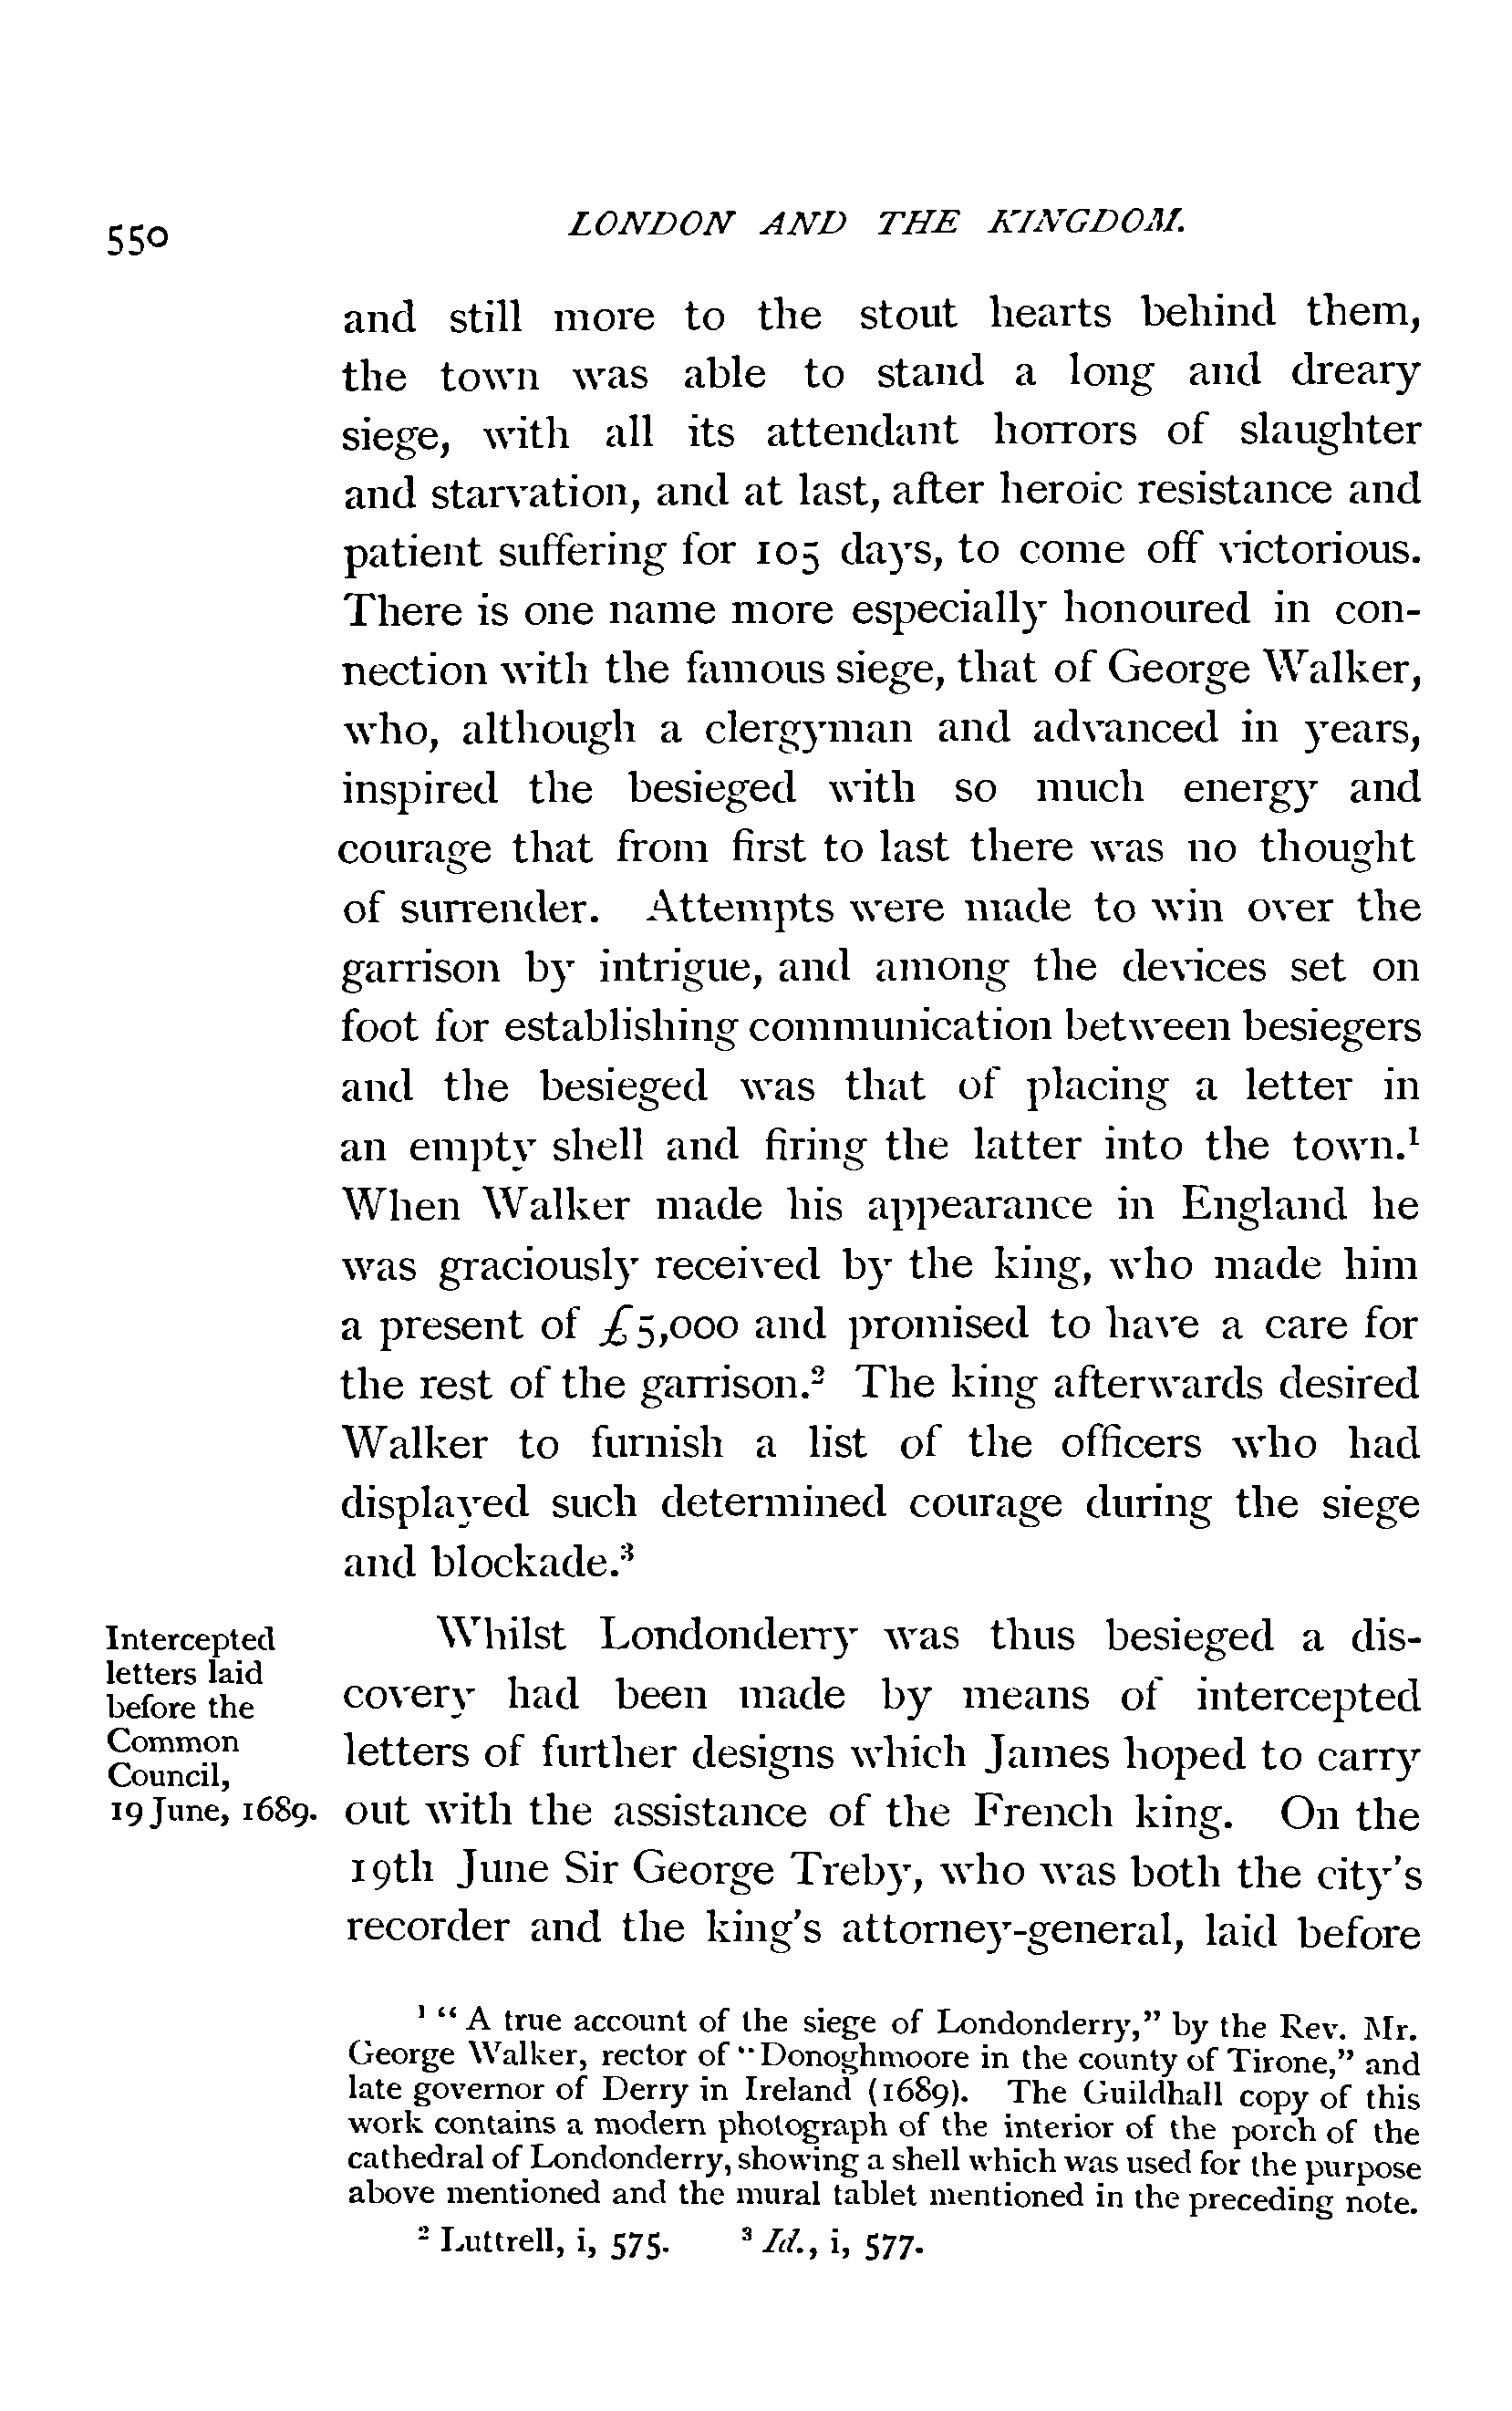 550
LONDON AND THE KINGDOM.
and still more to the stout hearts behind them,
the town was able to stand a long and dreary
siege, with all its attendant horrors of slaughter
and starvation, and at last, after heroic resistance and
patient suffering for 105 days, to come off victorious.
There is one name more especially honoured in con-
nection with the famous siege, that of George Walker,
who, although a clergyman and advanced in years,
inspired the besieged with so much energy and
courage that from first to last there was no thought
of surrender. Attempts were made to win over the
garrison by intrigue, and among the devices set on
foot for establishing communication between besiegers
and the besieged was that of placing a letter in
an empty shell and firing the latter into the town.¹
When Walker made his appearance in England he
was graciously received by the king, who made him
a present of £5,000 and promised to have a care for
the rest of the garrison.² The king afterwards desired
Walker to furnish a list of the officers who had
displayed such determined courage during the siege
and blockade.³
Intercepted
letters laid
before the
Common
Council,
19 June, 1689.
Whilst Londonderry was thus besieged a dis-
covery had been made by means of intercepted
letters of further designs which James hoped to carry
out with the assistance of the French king. On the
19th June Sir George Treby, who was both the city's
recorder and the king's attorney-general, laid before
¹ “ A true account of the siege of Londonderry,” by the Rev. Mr.
George Walker, rector of “Donoghmoore in the county of Tirone,” and
late governor of Derry in Ireland (1689). The Guildhall copy of this
work contains a modern photograph of the interior of the porch of the
cathedral of Londonderry, showing a shell which was used for the purpose
above mentioned and the mural tablet mentioned in the preceding note.
² Luttrell, i, 575. ³ Id., i, 577.